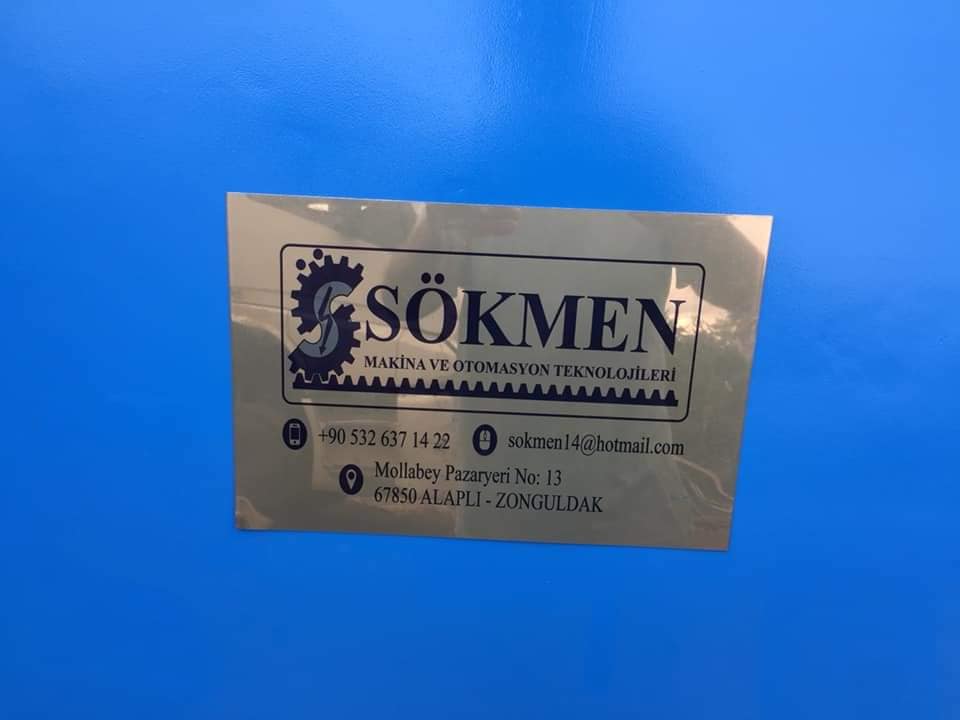 SÖKMEN
MAKİNA VE OTOMASYON TEKNOLOJİLERİ
+90 532 637 14 22 sokmen14@hotmail.com
Mollabey Pazaryeri No: 13
67850 ALAPLI - ZONGULDAK